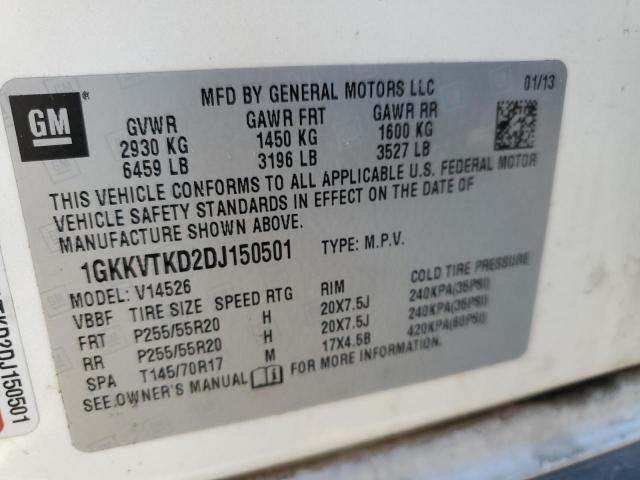 GM®
MFD BY GENERAL MOTORS LLC 01/13
GVWR GAWR FRT GAWR RR
2930 KG 1450 KG 1600 KG
6459 LB 3196 LB 3527 LB
THIS VEHICLE CONFORMS TO ALL APPLICABLE U.S. FEDERAL MOTOR
VEHICLE SAFETY STANDARDS IN EFFECT ON THE DATE OF
MANUFACTURE SHOWN ABOVE.
1GKKVTKD2DJ150501 TYPE: M.P.V.
MODEL: V14526
VBBF TIRE SIZE SPEED RTG RIM COLD TIRE PRESSURE
FRT P255/55R20 H 20X7.5J 240KPA(35PSI)
RR P255/55R20 H 20X7.5J 240KPA(35PSI)
SPA T145/70R17 M 17X4.5B 420KPA(60PSI)
SEE OWNER'S MANUAL FOR MORE INFORMATION
TKD2DJ150501